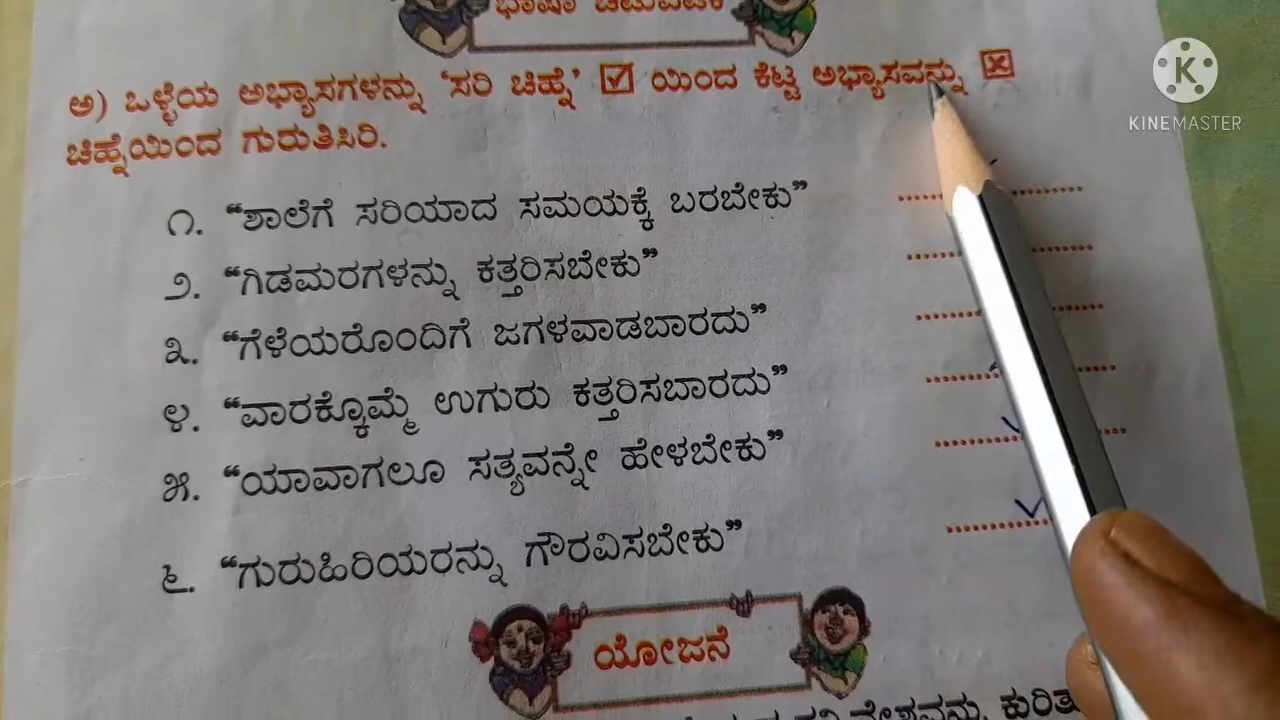 ಭಾಷಾ ಚಟುವಟಿಕೆ
ಅ) ಒಳ್ಳೆಯ ಅಭ್ಯಾಸಗಳನ್ನು ‘ಸರಿ ಚಿಹ್ನೆ’ ☑ ಯಿಂದ ಕೆಟ್ಟ ಅಭ್ಯಾಸವನ್ನು ☒
ಚಿಹ್ನೆಯಿಂದ ಗುರುತಿಸಿರಿ.
೧. “ಶಾಲೆಗೆ ಸರಿಯಾದ ಸಮಯಕ್ಕೆ ಬರಬೇಕು” ....................
೨. “ಗಿಡಮರಗಳನ್ನು ಕತ್ತರಿಸಬೇಕು” ....................
೩. “ಗೆಳೆಯರೊಂದಿಗೆ ಜಗಳವಾಡಬಾರದು” ....................
೪. “ವಾರಕ್ಕೊಮ್ಮೆ ಉಗುರು ಕತ್ತರಿಸಬಾರದು” ....................
೫. “ಯಾವಾಗಲೂ ಸತ್ಯವನ್ನೇ ಹೇಳಬೇಕು” ....................
೬. “ಗುರುಹಿರಿಯರನ್ನು ಗೌರವಿಸಬೇಕು” ....................
ಯೋಜನೆ
ಕುರಿತು
K
KINEMASTER